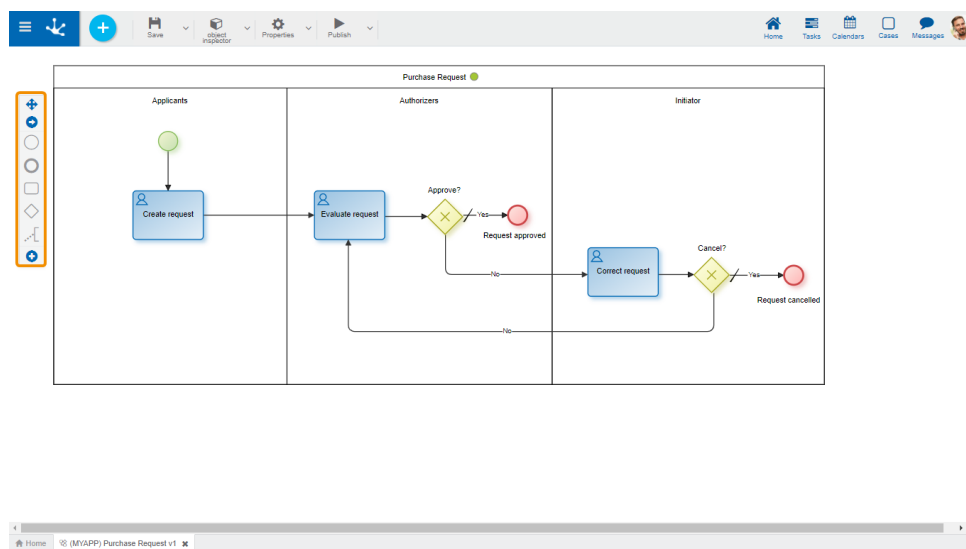 Save
object
inspector
Properties
Publish
Home
Tasks
Calendars
Cases
Messages
Purchase Request
Applicants
Authorizers
Initiator
Create request
Evaluate request
Approve?
Yes
Request approved
No
Correct request
Cancel?
Yes
Request cancelled
No
Home
(MYAPP) Purchase Request v1